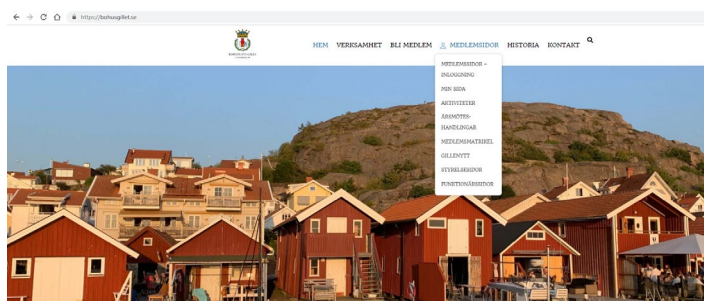 https://bohusgillet.se
HEM VERKSAMHET BLI MEDLEM MEDLEMSIDOR HISTORIA KONTAKT
MEDLEMSSIDOR –
INLOGGNING
MIN SIDA
AKTIVITETER
ÅRSMÖTES-
HANDLINGAR
MEDLEMSMATRIKEL
GILLENYTT
STYRELSESIDOR
FUNKTIONÄRSSIDOR